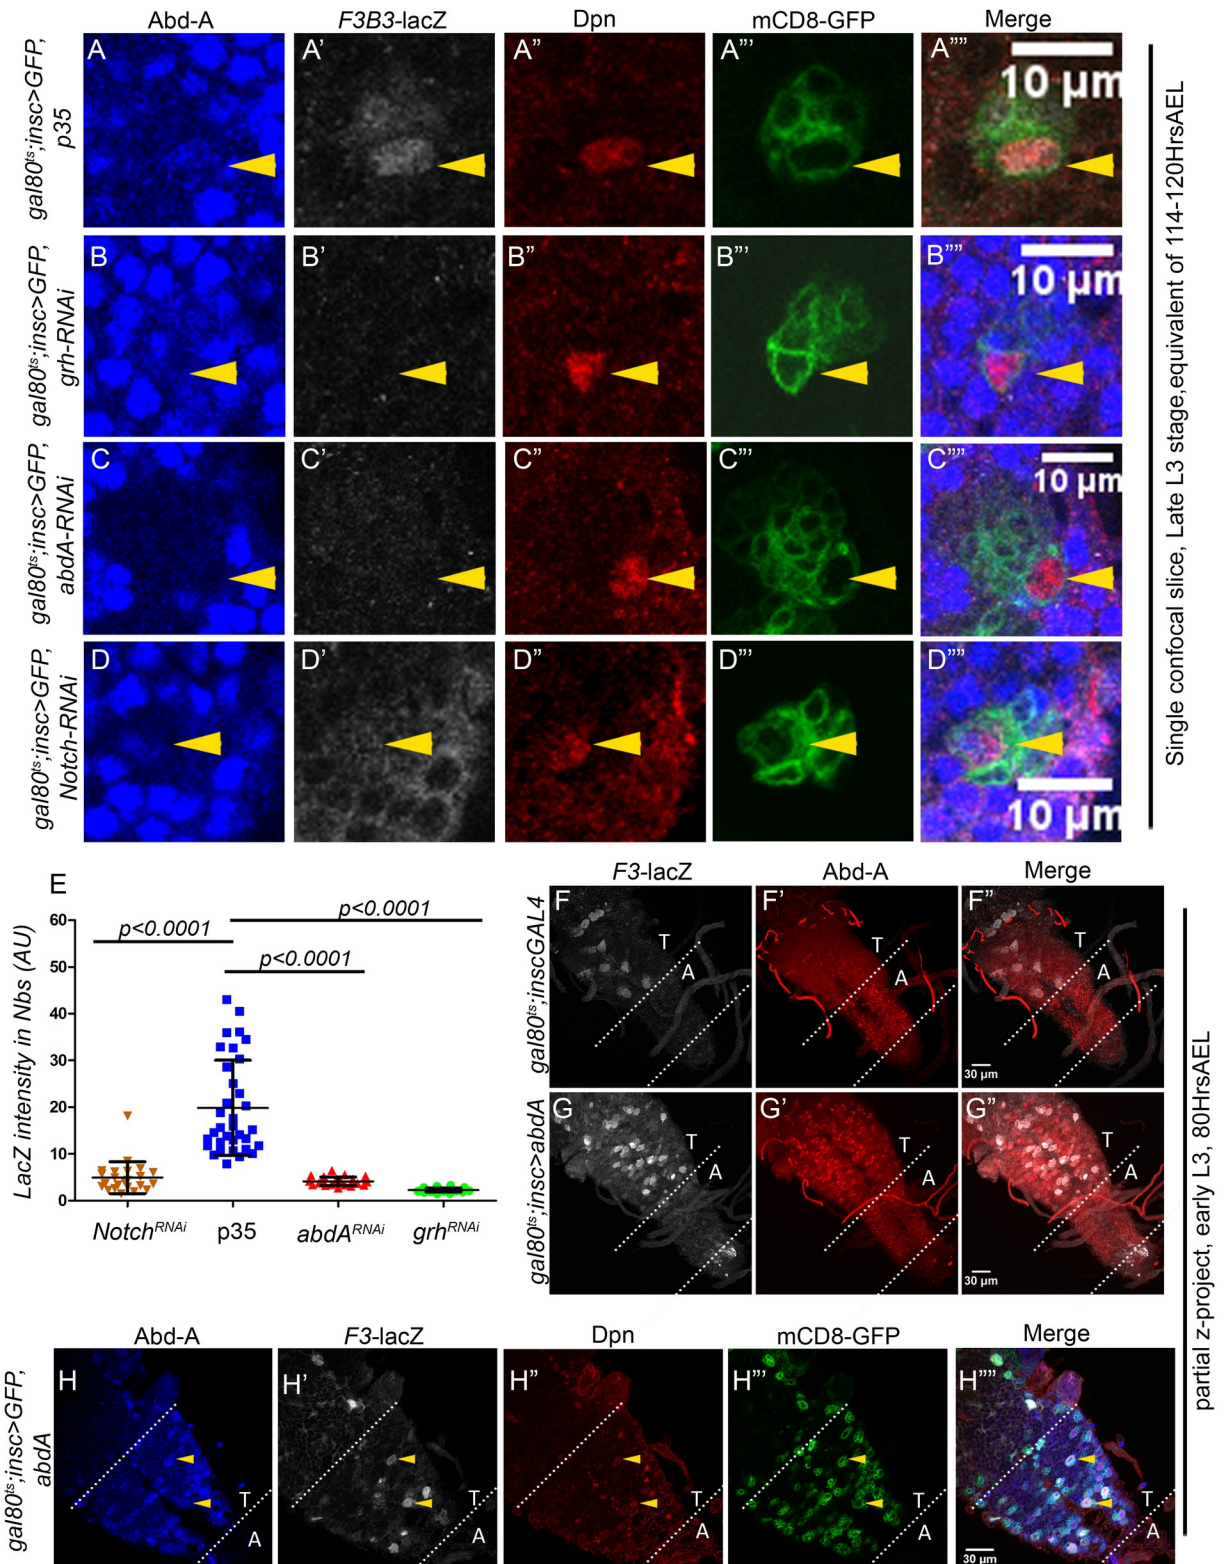 Abd-A F3B3-lacZ Dpn mCD8-GFP Merge
gal80ts;insc>GFP,
p35
A A' A" A"' A""
10 µm
gal80ts;insc>GFP,
grh-RNAi
B B' B" B"' B""
10 µm
gal80ts;insc>GFP,
abdA-RNAi
C C' C" C"' C""
10 µm
gal80ts;insc>GFP,
Notch-RNAi
D D' D" D"' D""
10 µm
Single confocal slice, Late L3 stage,equivalent of 114-120HrsAEL
E
LacZ intensity in Nbs (AU)
60
50
40
30
20
10
0
p<0.0001
p<0.0001
p<0.0001
NotchRNAi p35 abdARNAi grhRNAi
F3-lacZ Abd-A Merge
gal80ts;inscGAL4
F F' F"
T T T
A A A
30 µm
gal80ts;insc>abdA
G G' G"
T T T
A A A
30 µm
partial z-project, early L3, 80HrsAEL
Abd-A F3-lacZ Dpn mCD8-GFP Merge
gal80ts;insc>GFP,
abdA
H H' H" H"' H""
T T T T T
A A A A A
30 µm